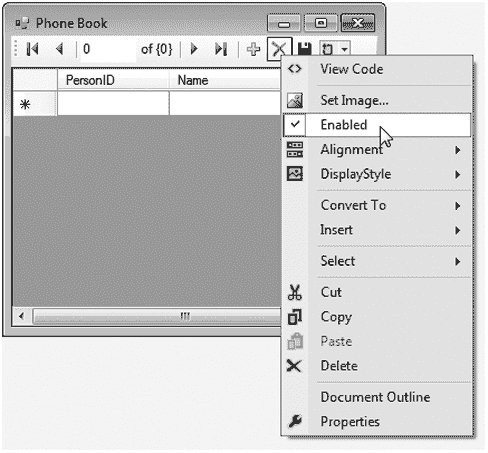 Phone Book
0 of {0}
PersonID Name
View Code
Set Image...
Enabled
Alignment
DisplayStyle
Convert To
Insert
Select
Cut
Copy
Paste
Delete
Document Outline
Properties